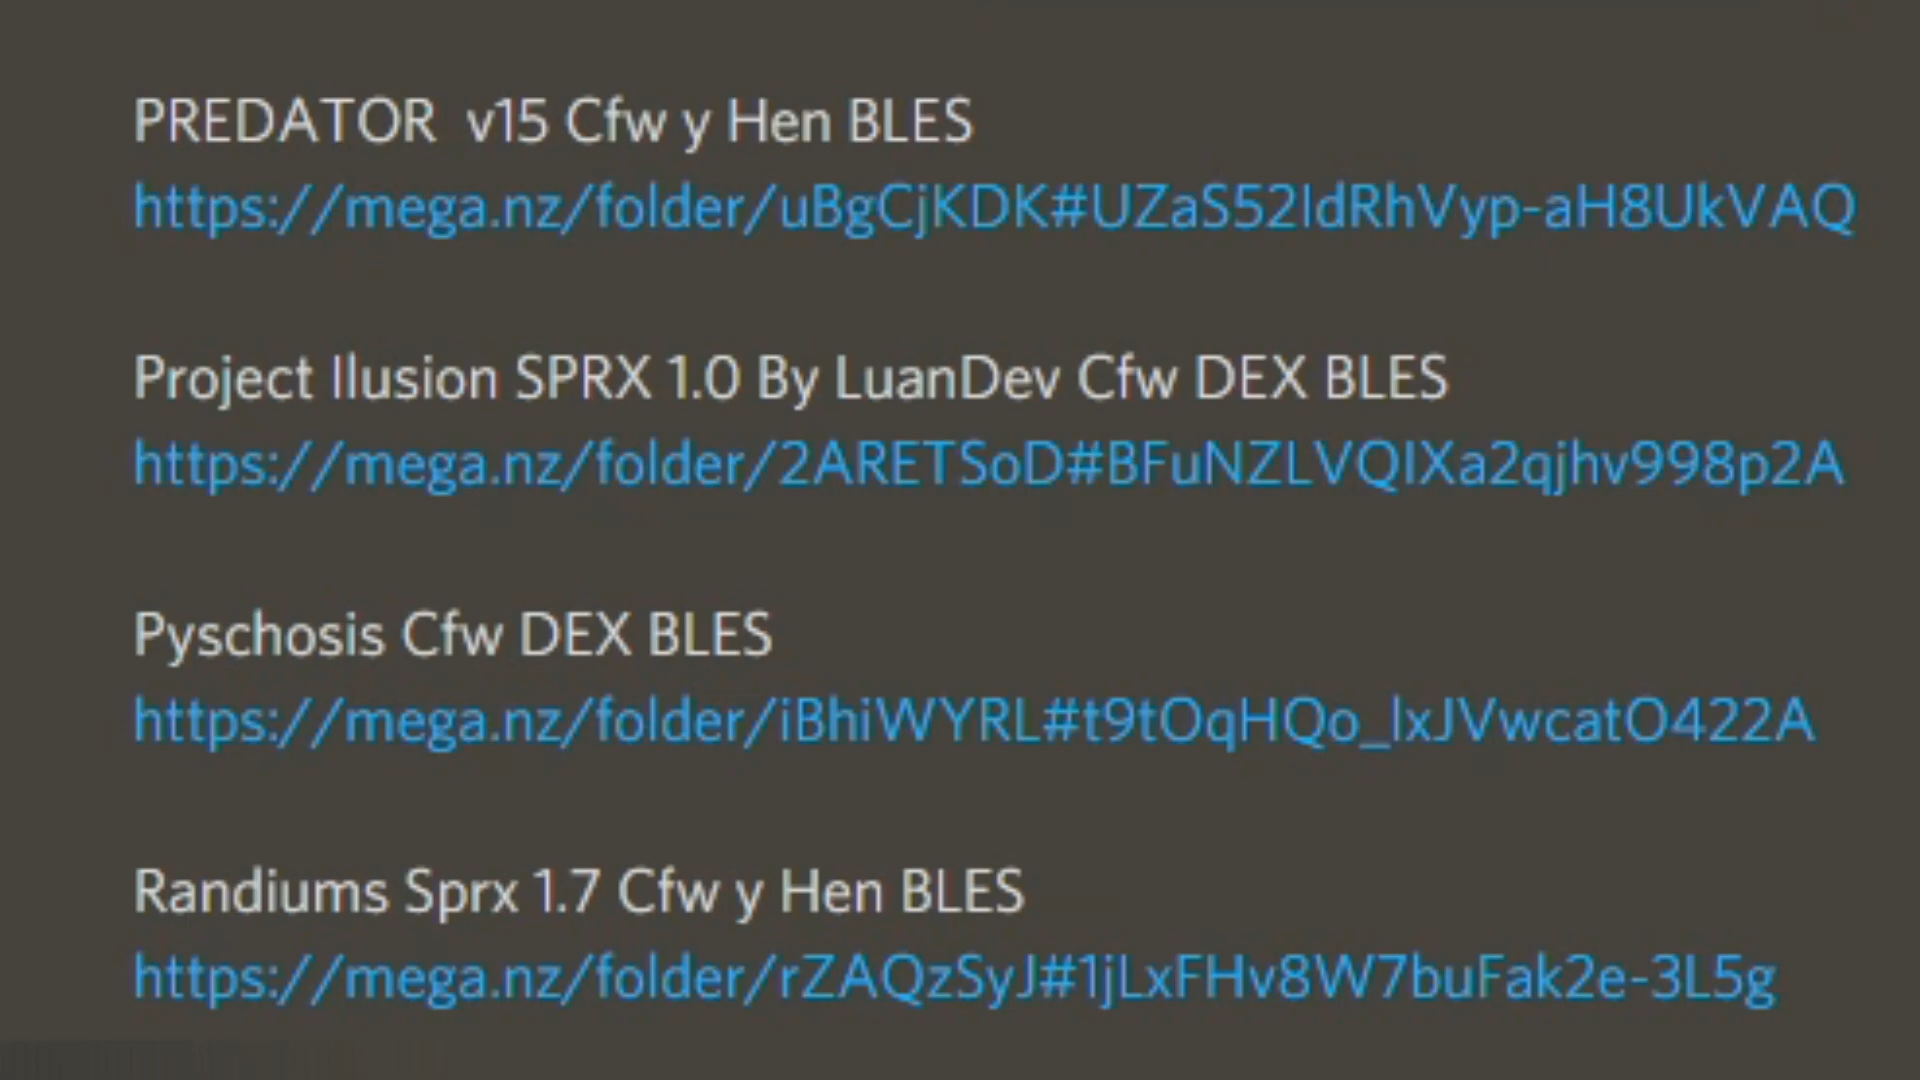 PREDATOR  v15 Cfw y Hen BLES
https://mega.nz/folder/uBgCjKDK#UZaS52IdRhVyp-aH8UkVAQ
Project Ilusion SPRX 1.0 By LuanDev Cfw DEX BLES
https://mega.nz/folder/2ARETSoD#BFuNZLVQIXa2qjhv998p2A
Pyschosis Cfw DEX BLES
https://mega.nz/folder/iBhiWYRL#t9tOqHQo_lxJVwcatO422A
Randiums Sprx 1.7 Cfw y Hen BLES
https://mega.nz/folder/rZAQzSyJ#1jLxFHv8W7buFak2e-3L5g